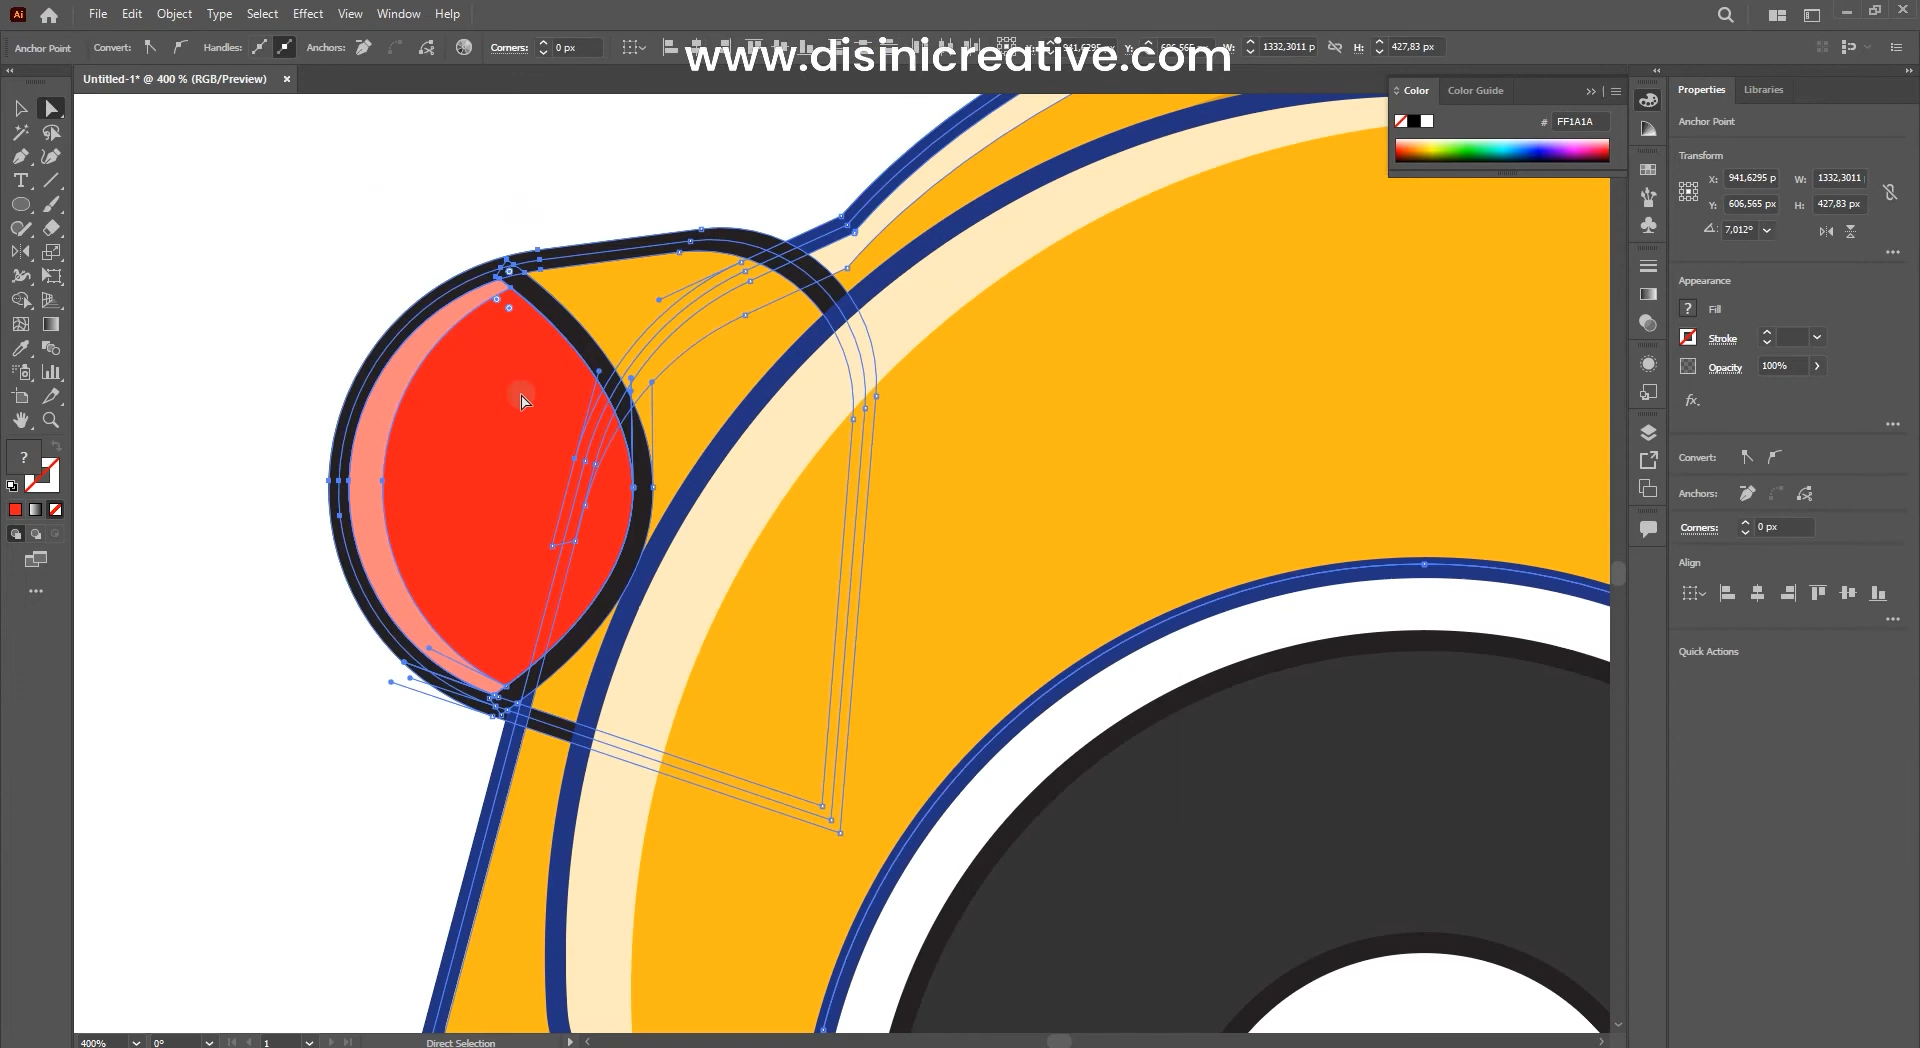 Ai File Edit Object Type Select Effect View Window Help
Anchor Point Convert: Handles: Anchors: Corners: 0 px W: 1332,3011 p H: 427,83 px
www.disinicreative.com
Untitled-1* @ 400 % (RGB/Preview) ×
Color Color Guide
# FF1A1A
Properties Libraries
Anchor Point
Transform
X: 941,6295 p W: 1332,3011
Y: 606,565 px H: 427,83 px
7,012°
Appearance
? Fill
Stroke
Opacity 100%
fx.
Convert:
Anchors:
Corners: 0 px
Align
Quick Actions
?
400% 0° 1 Direct Selection